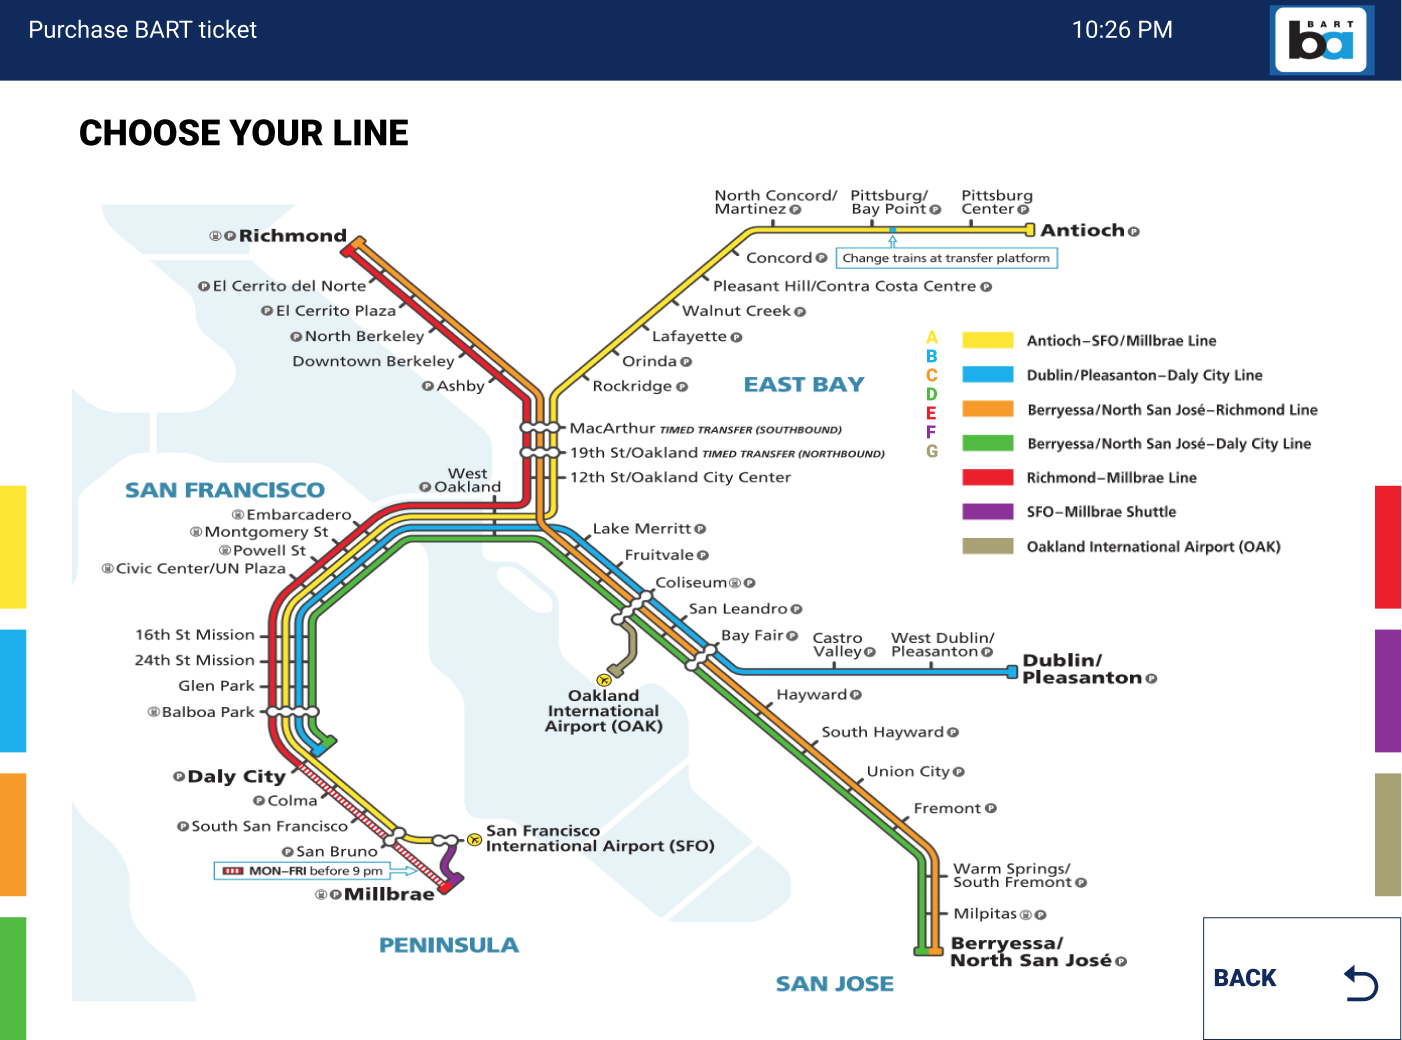 Purchase BART ticket
10:26 PM
BART
ba
CHOOSE YOUR LINE
North Concord/
Martinez P
Pittsburg/
Bay Point P
Pittsburg
Center P
Antioch P
P Richmond
Concord P
Change trains at transfer platform
P El Cerrito del Norte
Pleasant Hill/Contra Costa Centre P
P El Cerrito Plaza
Walnut Creek P
P North Berkeley
Lafayette P
Downtown Berkeley
Orinda P
P Ashby
Rockridge P
EAST BAY
A
B
C
D
E
F
G
Antioch–SFO/Millbrae Line
Dublin/Pleasanton–Daly City Line
Berryessa/North San José–Richmond Line
Berryessa/North San José–Daly City Line
Richmond–Millbrae Line
SFO–Millbrae Shuttle
Oakland International Airport (OAK)
MacArthur TIMED TRANSFER (SOUTHBOUND)
19th St/Oakland TIMED TRANSFER (NORTHBOUND)
12th St/Oakland City Center
West
P Oakland
SAN FRANCISCO
Embarcadero
Montgomery St
Powell St
Civic Center/UN Plaza
Lake Merritt P
Fruitvale P
Coliseum P
San Leandro P
Bay Fair P
Castro
Valley P
West Dublin/
Pleasanton P
Dublin/
Pleasanton P
16th St Mission
24th St Mission
Glen Park
Balboa Park
Oakland
International
Airport (OAK)
Hayward P
South Hayward P
Union City P
Fremont P
P Daly City
P Colma
P South San Francisco
P San Bruno
MON–FRI before 9 pm
P Millbrae
San Francisco
International Airport (SFO)
Warm Springs/
South Fremont P
Milpitas P
Berryessa/
North San José P
PENINSULA
SAN JOSE
BACK